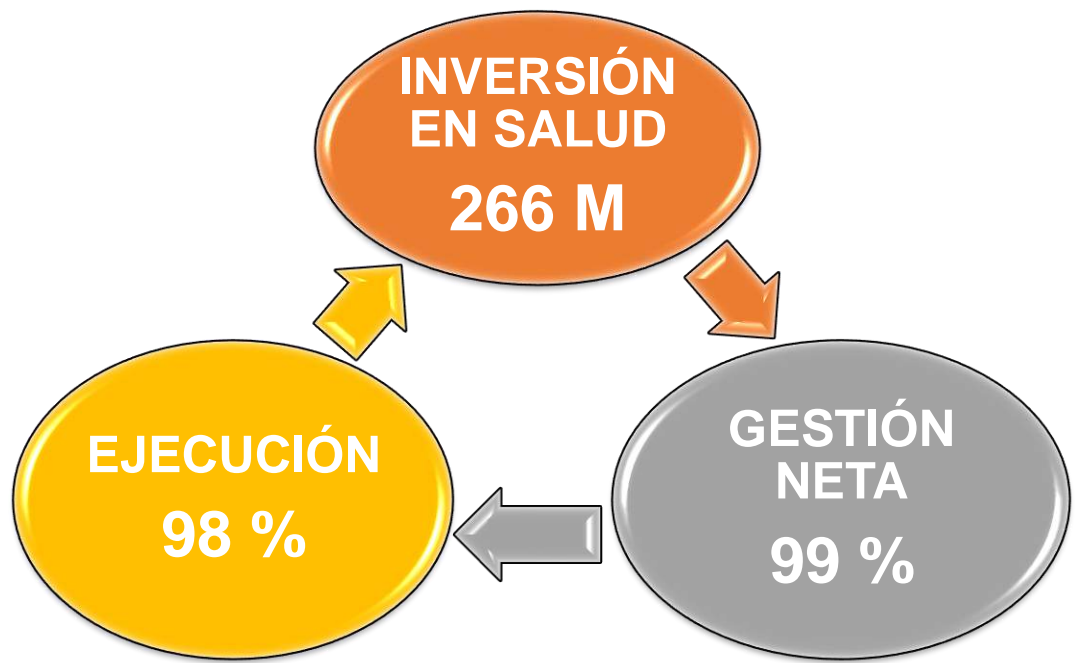 INVERSIÓN
EN SALUD
266 M
EJECUCIÓN
98 %
GESTIÓN
NETA
99 %